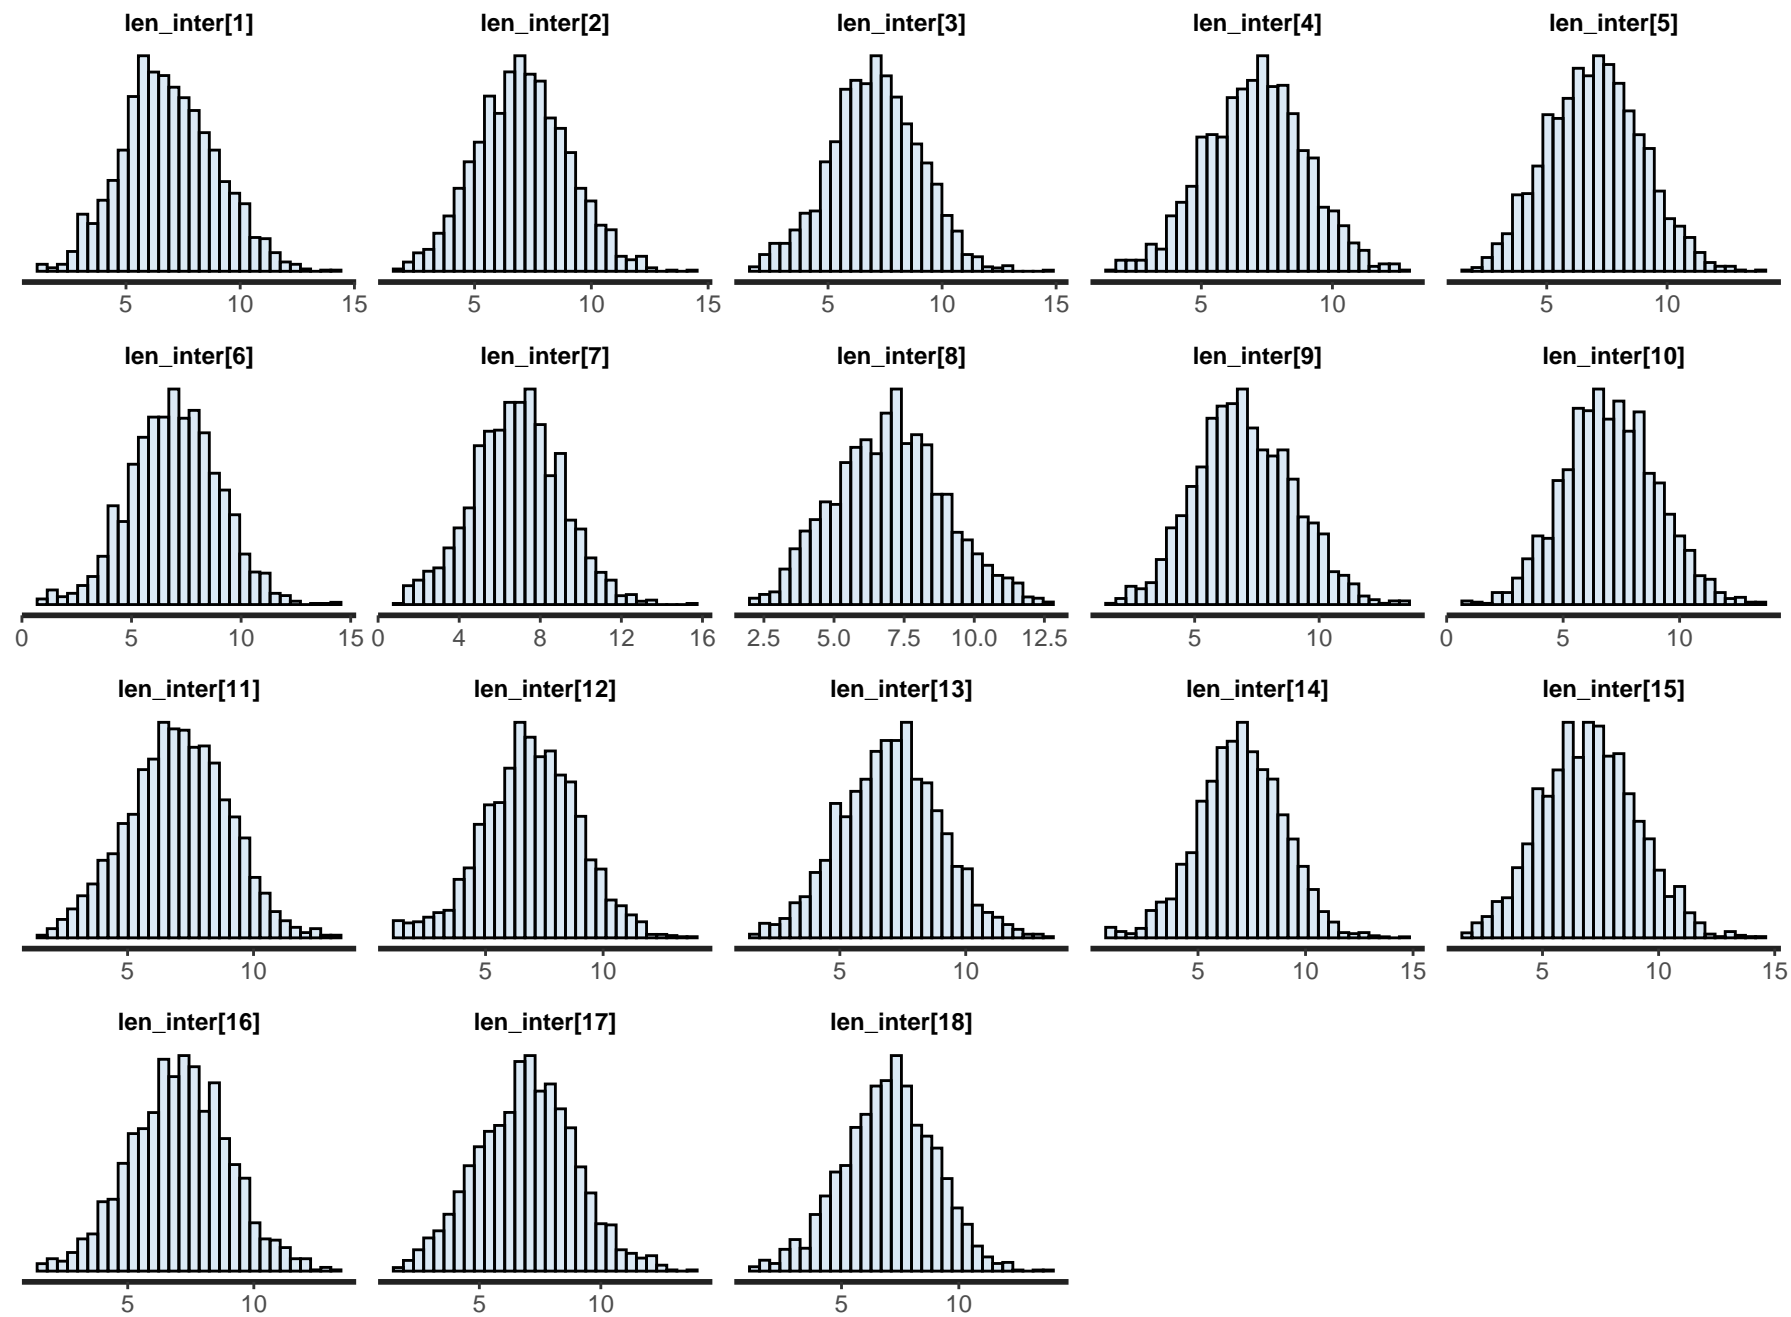 len_inter[1] len_inter[2] len_inter[3] len_inter[4] len_inter[5]
5 10 15 5 10 15 5 10 15 5 10 5 10
len_inter[6] len_inter[7] len_inter[8] len_inter[9] len_inter[10]
0 5 10 15 0 4 8 12 16 2.5 5.0 7.5 10.0 12.5 5 10 0 5 10
len_inter[11] len_inter[12] len_inter[13] len_inter[14] len_inter[15]
5 10 5 10 5 10 5 10 15 5 10 15
len_inter[16] len_inter[17] len_inter[18]
5 10 5 10 5 10